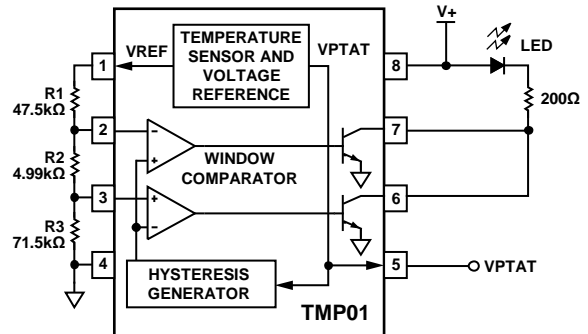 V+
TEMPERATURE
SENSOR AND
VOLTAGE
REFERENCE
VREF
VPTAT
LED
1
8
R1
47.5kΩ
200Ω
2
7
R2
4.99kΩ
WINDOW
COMPARATOR
3
6
R3
71.5kΩ
4
5
VPTAT
HYSTERESIS
GENERATOR
TMP01
− 
+
+
−